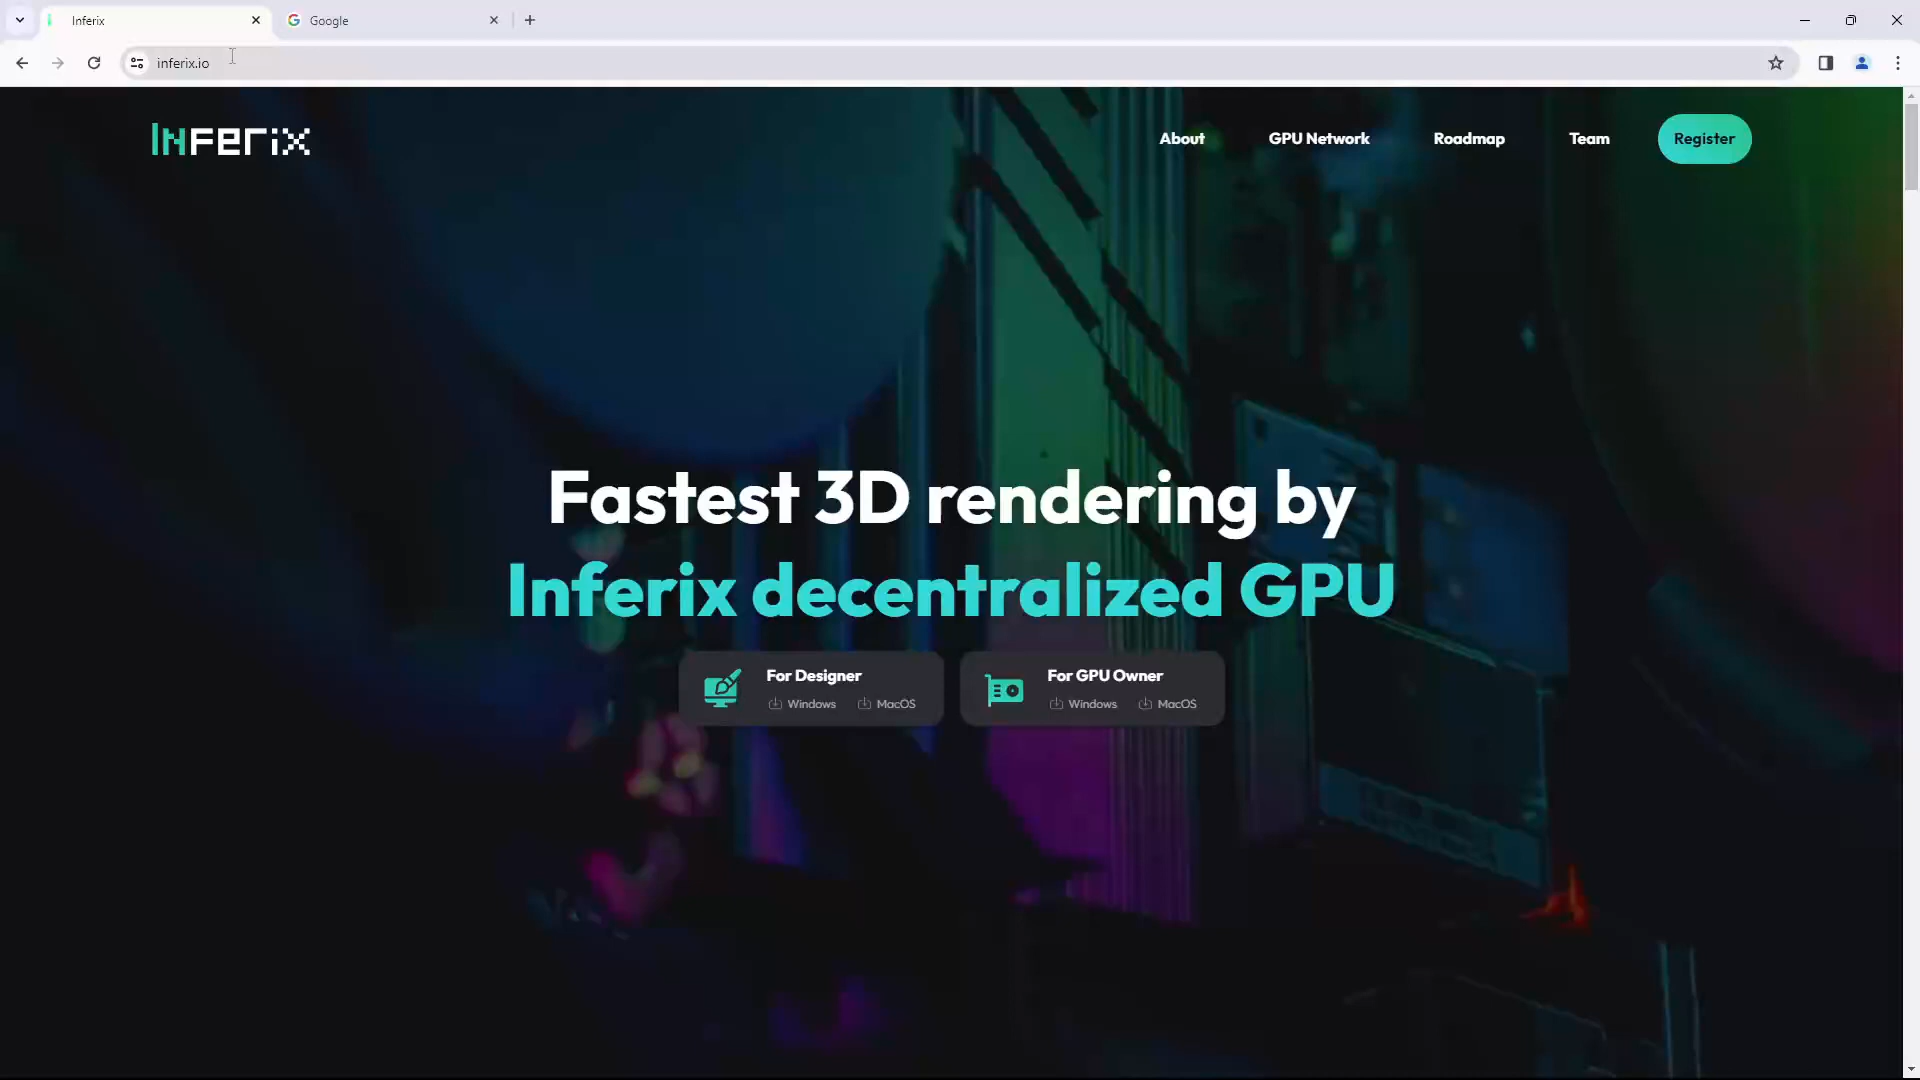 Inferix
Google
inferix.io
Inferix
About
GPU Network
Roadmap
Team
Register
Fastest 3D rendering by
Inferix decentralized GPU
For Designer
Windows
MacOS
For GPU Owner
Windows
MacOS